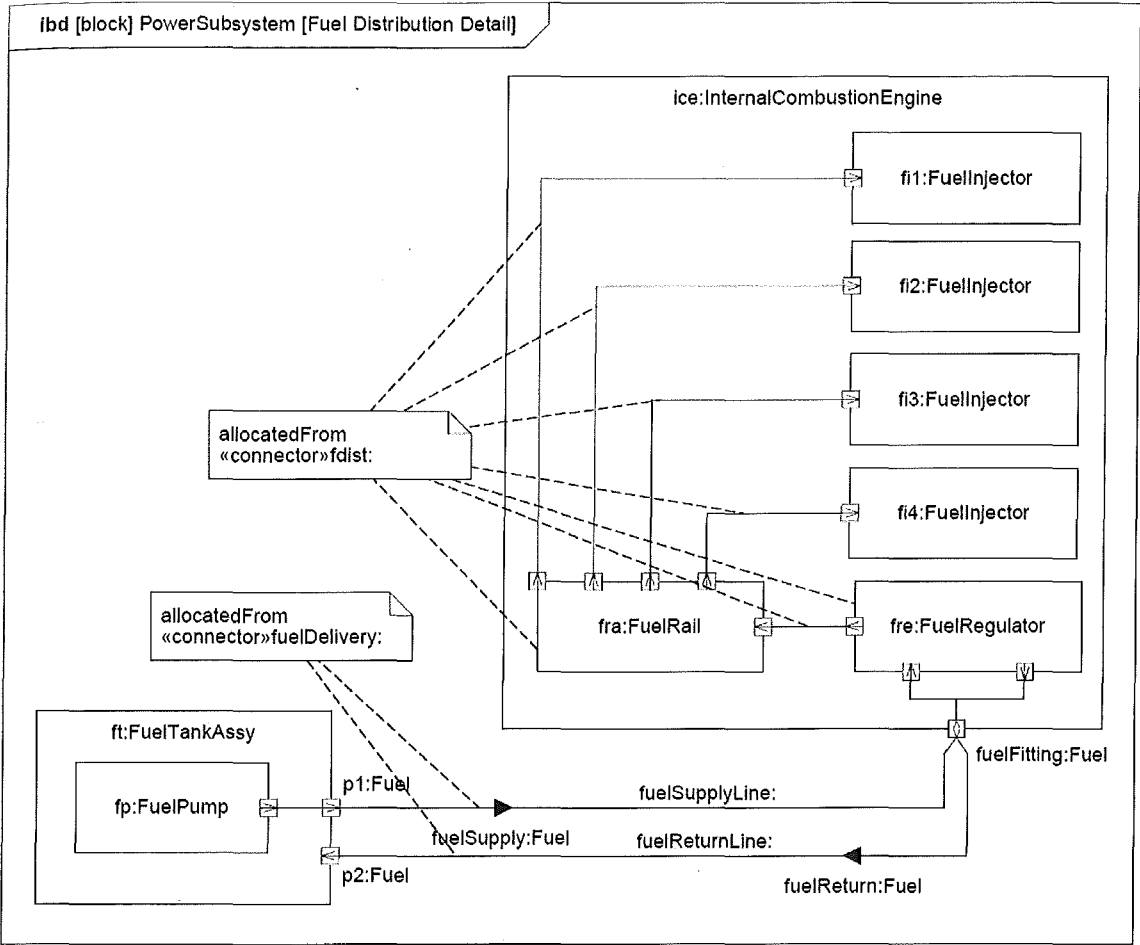 ibd [block] PowerSubsystem [Fuel Distribution Detail]
ice:InternalCombustionEngine
fi1:FuelInjector
fi2:FuelInjector
fi3:FuelInjector
allocatedFrom
«connector»fdist:
fi4:FuelInjector
allocatedFrom
«connector»fuelDelivery:
fra:FuelRail
fre:FuelRegulator
ft:FuelTankAssy
fuelFitting:Fuel
p1:Fuel
fp:FuelPump
fuelSupplyLine:
fuelSupply:Fuel
fuelReturnLine:
p2:Fuel
fuelReturn:Fuel